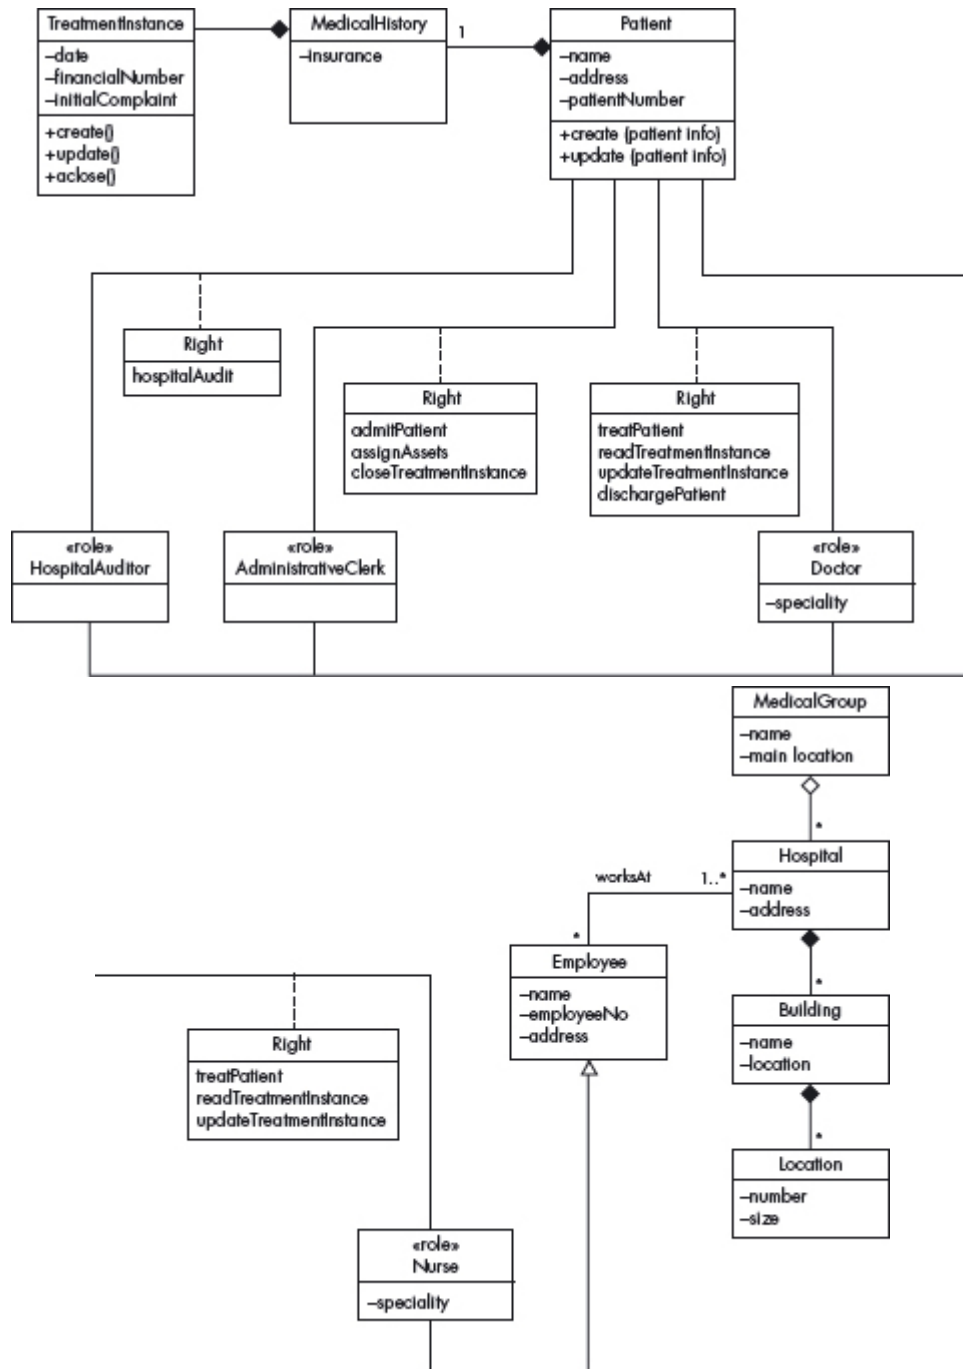 TreatmentInstance
–date
–financialNumber
–initialComplaint
+create()
+update()
+aclose()
MedicalHistory
–insurance
1
Patient
–name
–address
–patientNumber
+create (patient info)
+update (patient info)
Right
hospitalAudit
Right
admitPatient
assignAssets
closeTreatmentInstance
Right
treatPatient
readTreatmentInstance
updateTreatmentInstance
dischargePatient
«role»
HospitalAuditor
«role»
AdministrativeClerk
«role»
Doctor
–speciality
MedicalGroup
–name
–main location
*
Hospital
–name
–address
worksAt
1..*
*
Employee
–name
–employeeNo
–address
*
Building
–name
–location
*
Location
–number
–size
Right
treatPatient
readTreatmentInstance
updateTreatmentInstance
«role»
Nurse
–speciality